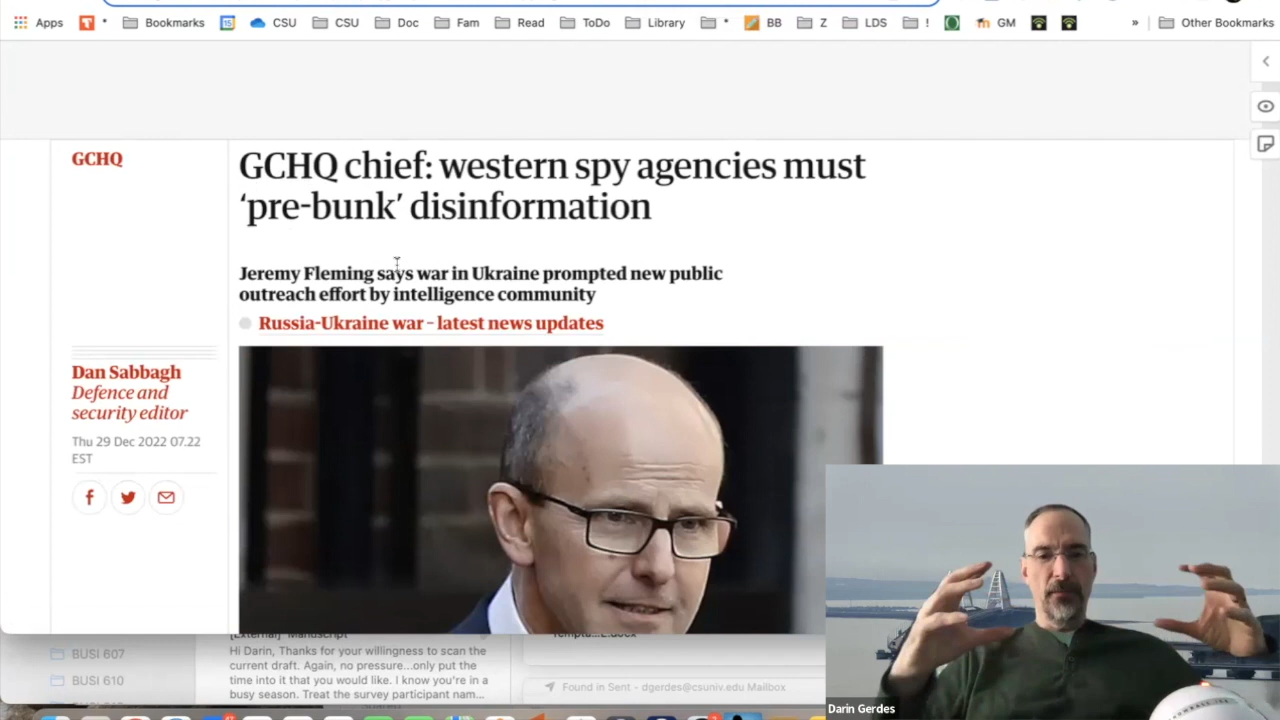 Apps
*
Bookmarks
CSU
CSU
Doc
Fam
Read
ToDo
Library
*
BB
Z
LDS
!
GM
»
Other Bookmarks
GCHQ
GCHQ chief: western spy agencies must
‘pre-bunk’ disinformation
Jeremy Fleming says war in Ukraine prompted new public
outreach effort by intelligence community
Russia-Ukraine war – latest news updates
Dan Sabbagh
Defence and
security editor
Thu 29 Dec 2022 07.22
EST
BUSI 607
BUSI 610
[External] Manuscript
Hi Darin, Thanks for your willingness to scan the
current draft. Again, no pressure...only put the
time into it that you would like. I know you're in a
busy season. Treat the survey participant nam...
Found in Sent - dgerdes@csuniv.edu Mailbox
Darin Gerdes